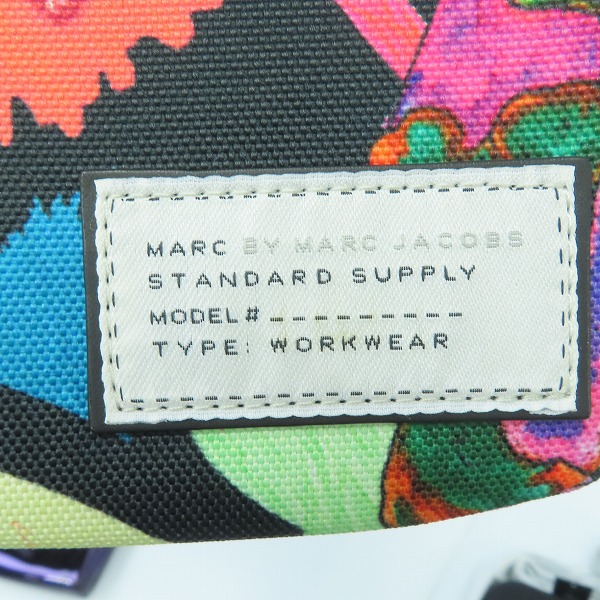 MARC BY MARC JACOBS
STANDARD SUPPLY
MODEL# --------
TYPE: WORKWEAR